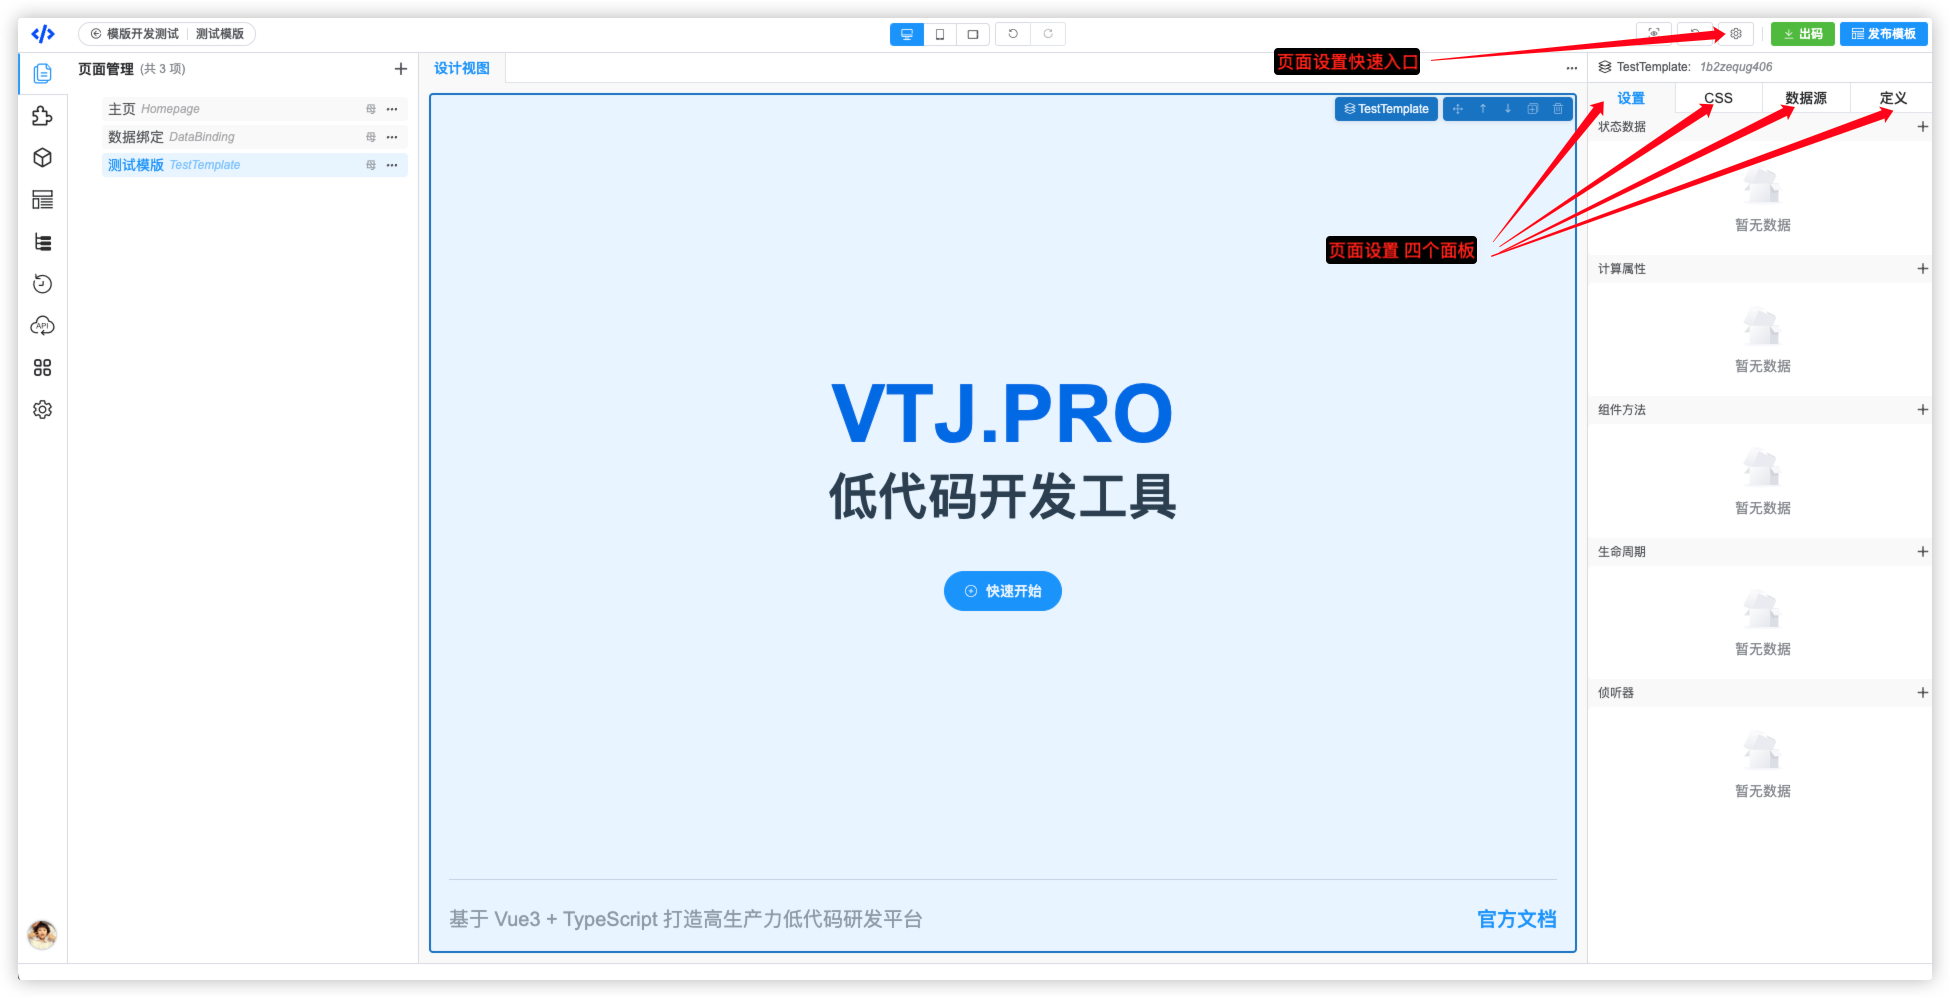 模版开发测试 测试模版
出码 发布模板
页面管理 (共 3 项)
设计视图
页面设置快速入口
TestTemplate: 1b2zequg406
主页 Homepage
数据绑定 DataBinding
测试模版 TestTemplate
TestTemplate
设置 CSS 数据源 定义
状态数据
暂无数据
页面设置 四个面板
计算属性
暂无数据
组件方法
暂无数据
生命周期
暂无数据
侦听器
暂无数据
API
VTJ.PRO
低代码开发工具
快速开始
基于 Vue3 + TypeScript 打造高生产力低代码研发平台
官方文档